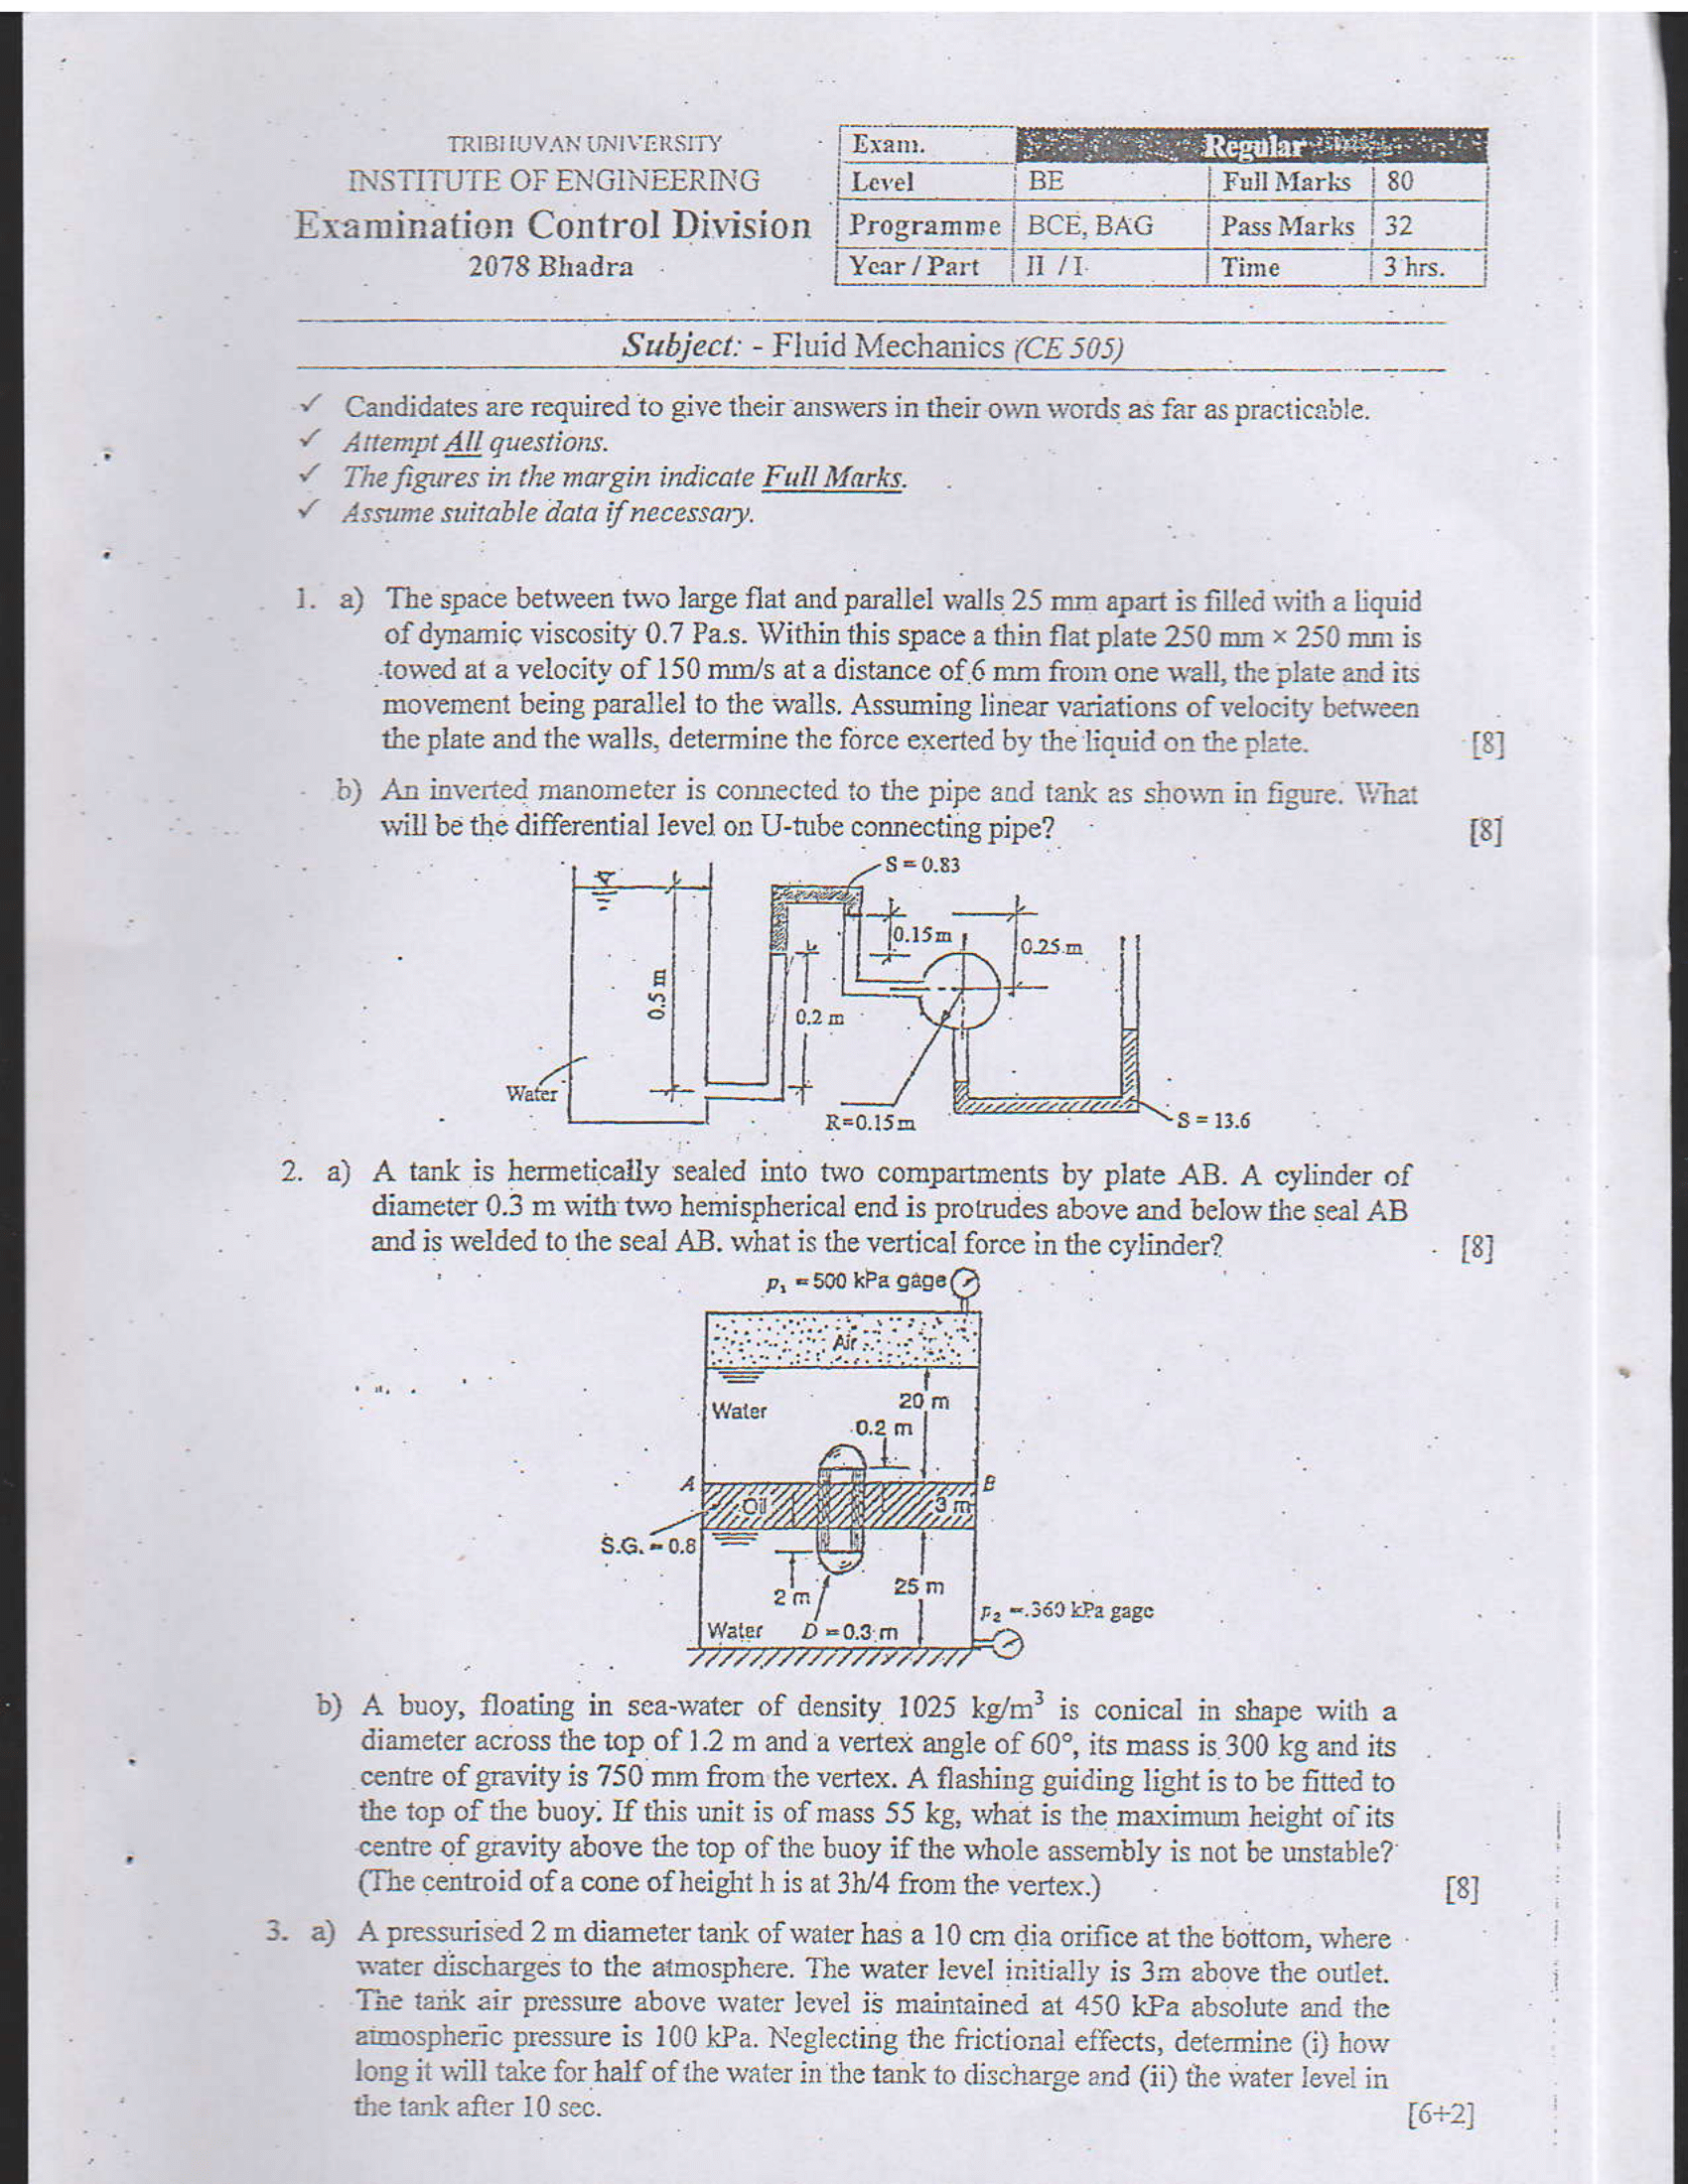 TRIBHUVAN UNIVERSITY
INSTITUTE OF ENGINEERING
Examination Control Division
2078 Bhadra
Exam. Regular
Level BE Full Marks 80
Programme BCE, BAG Pass Marks 32
Year / Part II / I Time 3 hrs.
Subject: - Fluid Mechanics (CE 505)
✓ Candidates are required to give their answers in their own words as far as practicable.
✓ Attempt All questions.
✓ The figures in the margin indicate Full Marks.
✓ Assume suitable data if necessary.
1. a) The space between two large flat and parallel walls 25 mm apart is filled with a liquid
of dynamic viscosity 0.7 Pa.s. Within this space a thin flat plate 250 mm × 250 mm is
towed at a velocity of 150 mm/s at a distance of 6 mm from one wall, the plate and its
movement being parallel to the walls. Assuming linear variations of velocity between
the plate and the walls, determine the force exerted by the liquid on the plate. [8]
b) An inverted manometer is connected to the pipe and tank as shown in figure. What
will be the differential level on U-tube connecting pipe? [8]
S = 0.83
0.15 m
0.25 m
0.5 m
0.2 m
Water
R=0.15m
S = 13.6
2. a) A tank is hermetically sealed into two compartments by plate AB. A cylinder of
diameter 0.3 m with two hemispherical end is protrudes above and below the seal AB
and is welded to the seal AB. what is the vertical force in the cylinder? [8]
p₁ = 500 kPa gage
Air
20 m
Water
0.2 m
A
B
Oil
3 m
S.G. = 0.8
2 m
25 m
p₂ = 360 kPa gage
Water D = 0.3 m
b) A buoy, floating in sea-water of density 1025 kg/m³ is conical in shape with a
diameter across the top of 1.2 m and a vertex angle of 60°, its mass is 300 kg and its
centre of gravity is 750 mm from the vertex. A flashing guiding light is to be fitted to
the top of the buoy. If this unit is of mass 55 kg, what is the maximum height of its
centre of gravity above the top of the buoy if the whole assembly is not be unstable?
(The centroid of a cone of height h is at 3h/4 from the vertex.) [8]
3. a) A pressurised 2 m diameter tank of water has a 10 cm dia orifice at the bottom, where
water discharges to the atmosphere. The water level initially is 3m above the outlet.
The tank air pressure above water level is maintained at 450 kPa absolute and the
atmospheric pressure is 100 kPa. Neglecting the frictional effects, determine (i) how
long it will take for half of the water in the tank to discharge and (ii) the water level in
the tank after 10 sec. [6+2]